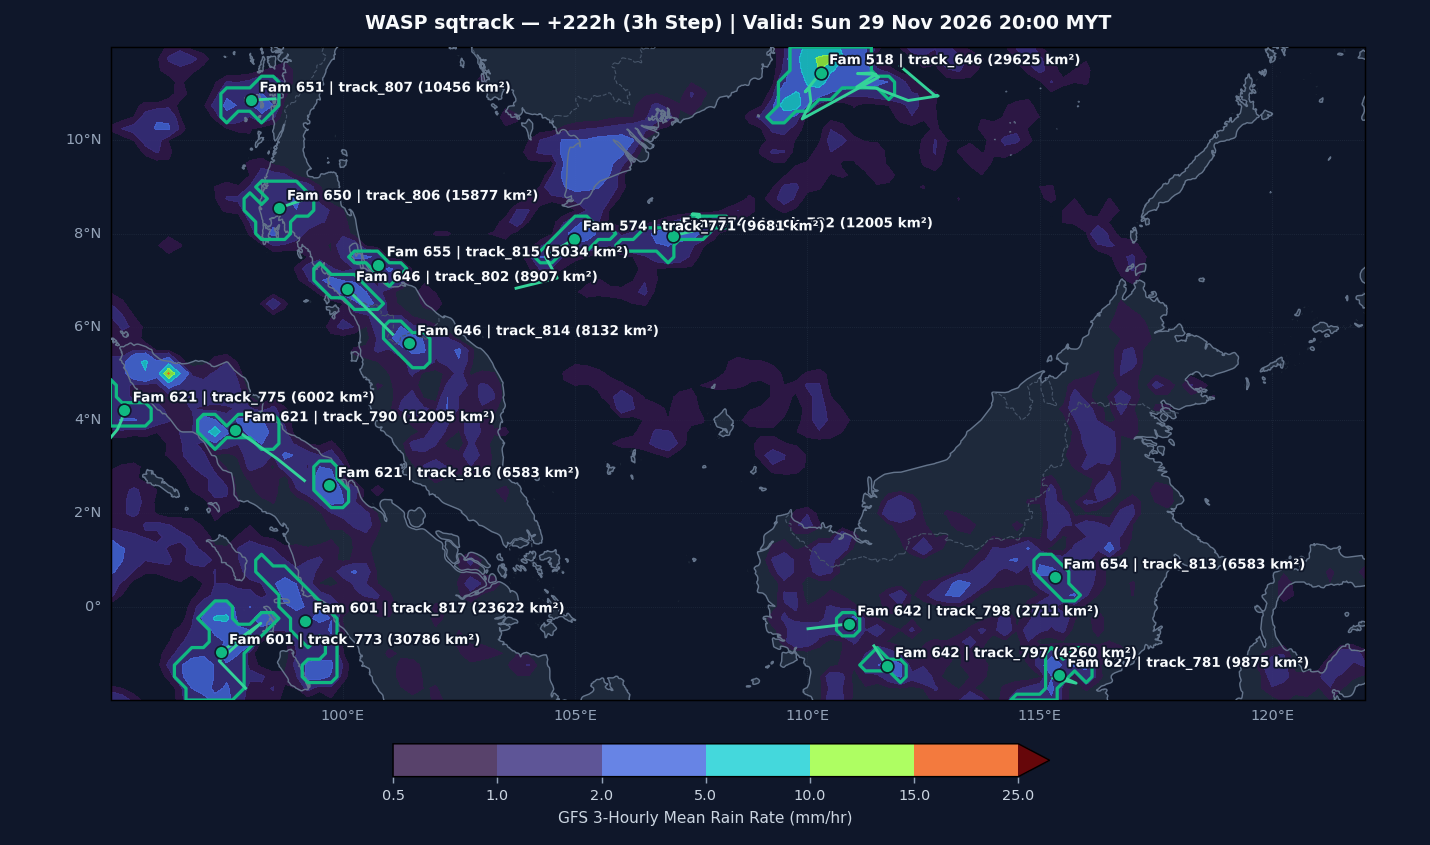 WASP sqtrack — +222h (3h Step) | Valid: Sun 29 Nov 2026 20:00 MYT
Fam 518 | track_646 (29625 km²)
Fam 651 | track_807 (10456 km²)
10°N
Fam 650 | track_806 (15877 km²)
Fam 574 | track_771 (9681 km²)
(12005 km²)
8°N
Fam 655 | track_815 (5034 km²)
Fam 646 | track_802 (8907 km²)
6°N
Fam 646 | track_814 (8132 km²)
Fam 621 | track_775 (6002 km²)
Fam 621 | track_790 (12005 km²)
4°N
Fam 621 | track_816 (6583 km²)
2°N
Fam 654 | track_813 (6583 km²)
0°
Fam 601 | track_817 (23622 km²)
Fam 642 | track_798 (2711 km²)
Fam 601 | track_773 (30786 km²)
Fam 642 | track_797 (4260 km²)
Fam 627 | track_781 (9875 km²)
100°E 105°E 110°E 115°E 120°E
0.5 1.0 2.0 5.0 10.0 15.0 25.0
GFS 3-Hourly Mean Rain Rate (mm/hr)